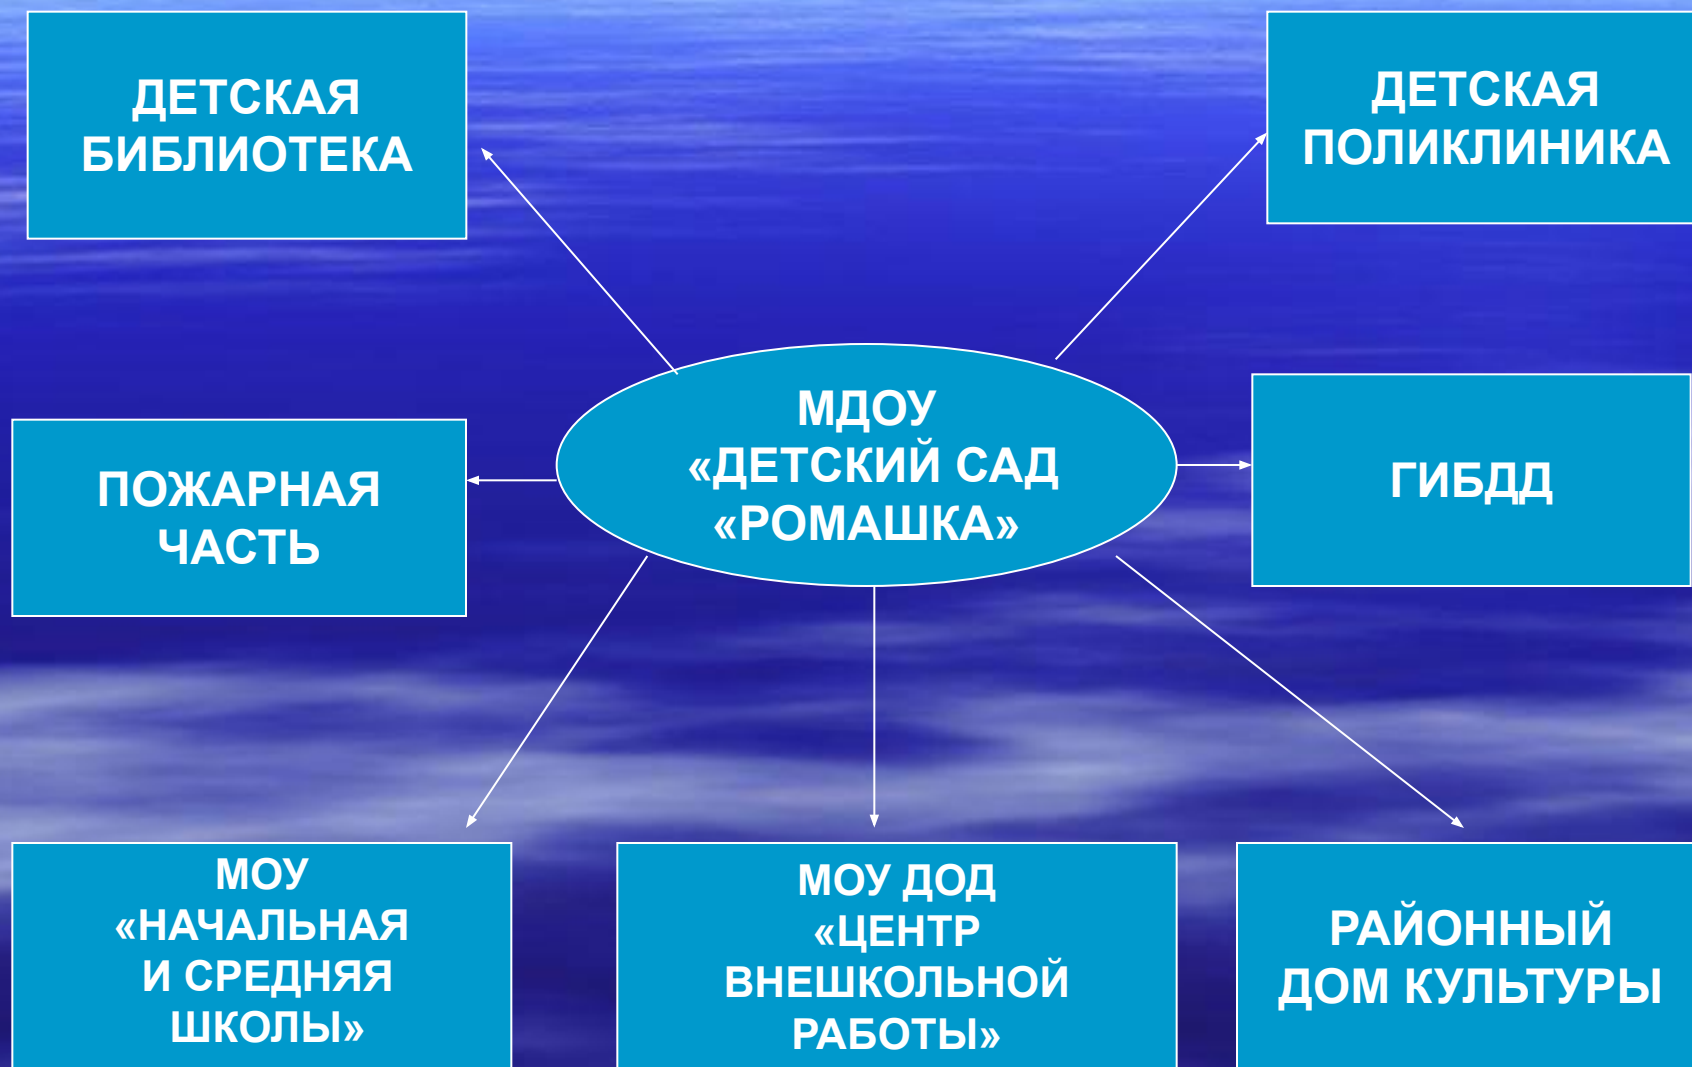 ДЕТСКАЯ
БИБЛИОТЕКА
ДЕТСКАЯ
ПОЛИКЛИНИКА
МДОУ
«ДЕТСКИЙ САД
«РОМАШКА»
ПОЖАРНАЯ
ЧАСТЬ
ГИБДД
МОУ
«НАЧАЛЬНАЯ
И СРЕДНЯЯ
ШКОЛЫ»
МОУ ДОД
«ЦЕНТР
ВНЕШКОЛЬНОЙ
РАБОТЫ»
РАЙОННЫЙ
ДОМ КУЛЬТУРЫ